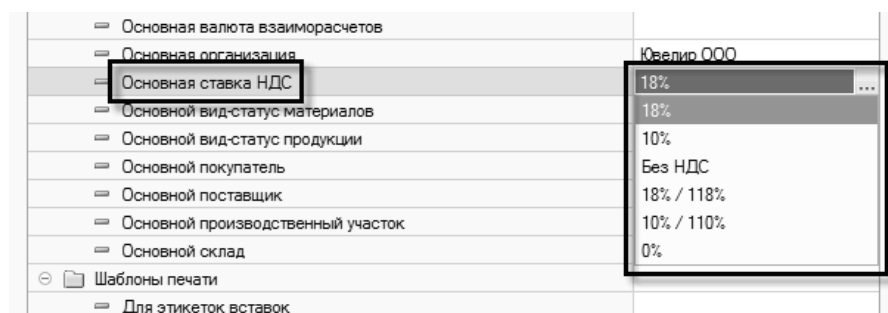 Основная валюта взаиморасчетов
Основная организация Ювелир ООО
Основная ставка НДС 18% ...
Основной вид-статус материалов 18%
Основной вид-статус продукции 10%
Основной покупатель Без НДС
Основной поставщик 18% / 118%
Основной производственный участок 10% / 110%
Основной склад 0%
Шаблоны печати
Для этикеток вставок